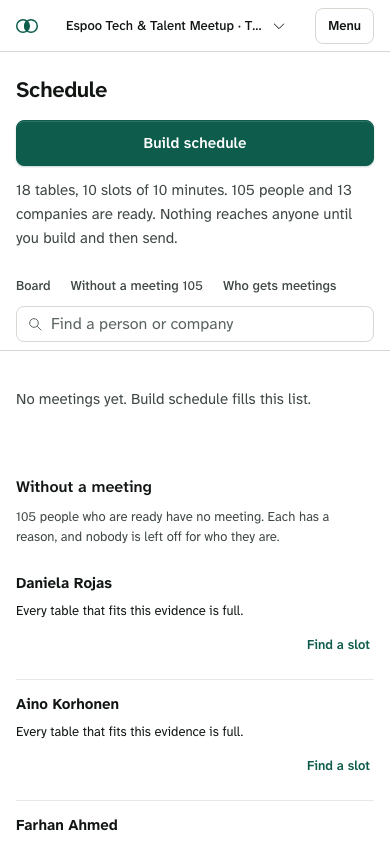 Espoo Tech & Talent Meetup · T...
Menu
Schedule
Build schedule
18 tables, 10 slots of 10 minutes. 105 people and 13
companies are ready. Nothing reaches anyone until
you build and then send.
Board
Without a meeting 105
Who gets meetings
Find a person or company
No meetings yet. Build schedule fills this list.
Without a meeting
105 people who are ready have no meeting. Each has a
reason, and nobody is left off for who they are.
Daniela Rojas
Every table that fits this evidence is full.
Find a slot
Aino Korhonen
Every table that fits this evidence is full.
Find a slot
Farhan Ahmed